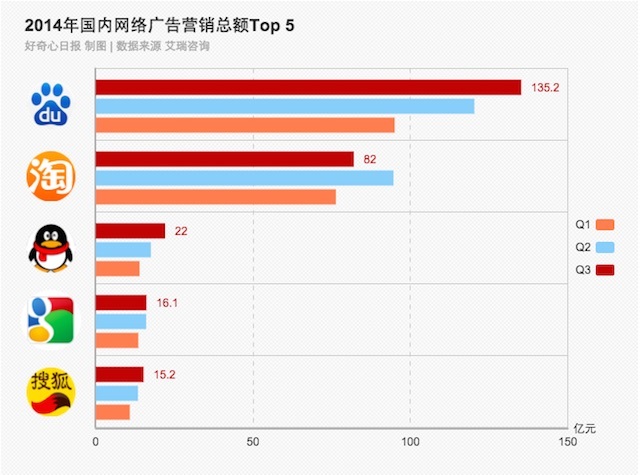 2014年国内网络广告营销总额Top 5
好奇心日报 制图 | 数据来源 艾瑞咨询
135.2
du
82
淘
22
Q1
Q2
Q3
16.1
g
15.2
搜狐
亿元
0 50 100 150